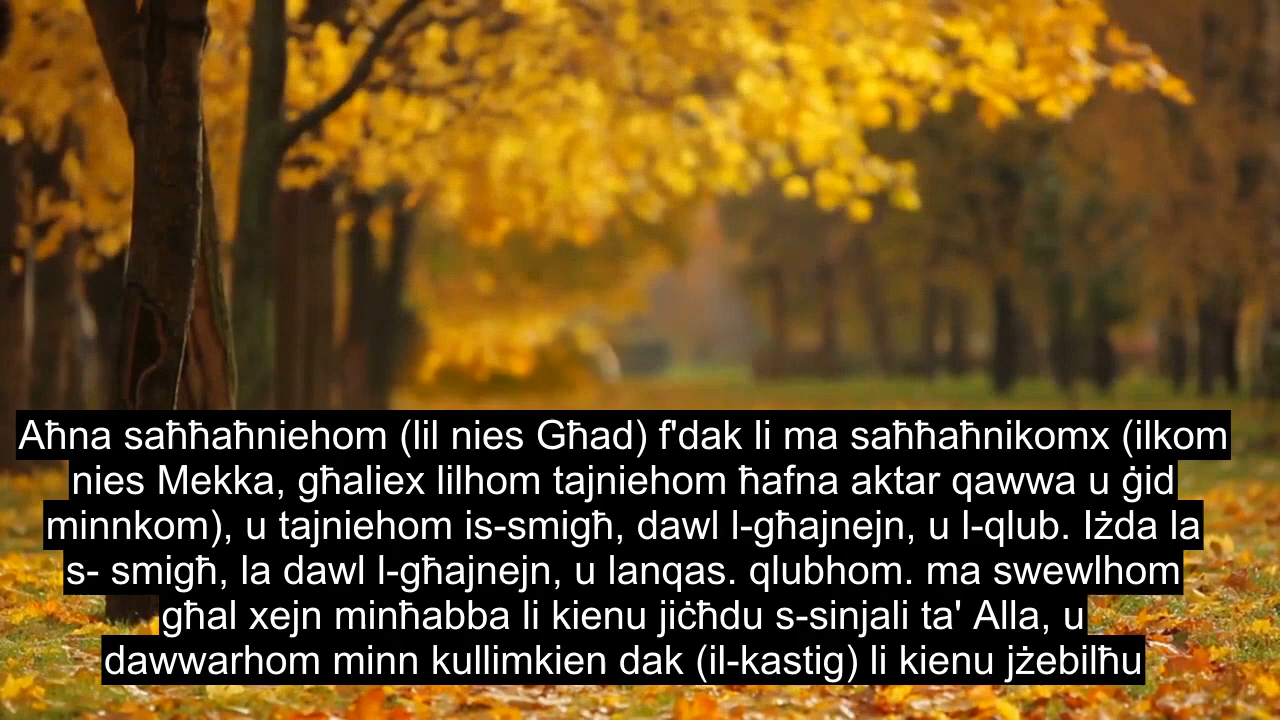 Aħna saħħaħniehom (lil nies Għad) f'dak li ma saħħaħnikomx (ilkom
nies Mekka, għaliex lilhom tajniehom ħafna aktar qawwa u ġid
minnkom), u tajniehom is-smigħ, dawl l-għajnejn, u l-qlub. Iżda la
s- smigħ, la dawl l-għajnejn, u lanqas. qlubhom. ma swewlhom
għal xejn minħabba li kienu jiċħdu s-sinjali ta' Alla, u
dawwarhom minn kullimkien dak (il-kastig) li kienu jżebilħu